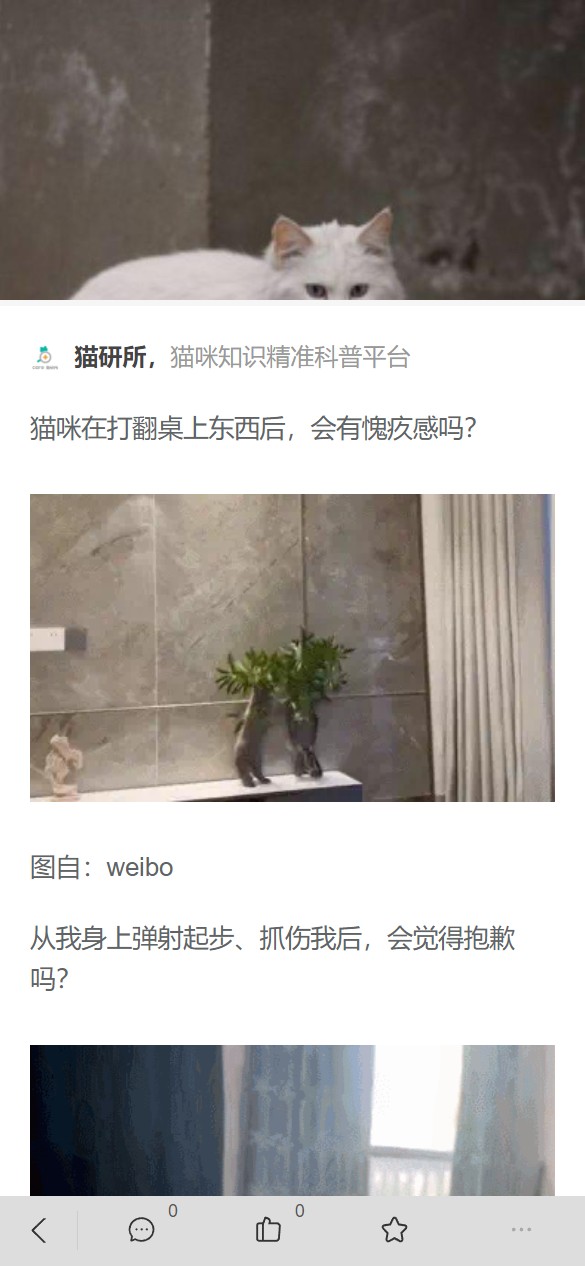 猫研所，猫咪知识精准科普平台
猫咪在打翻桌上东西后，会有愧疚感吗？
图自：weibo
从我身上弹射起步、抓伤我后，会觉得抱歉
吗？
0
0